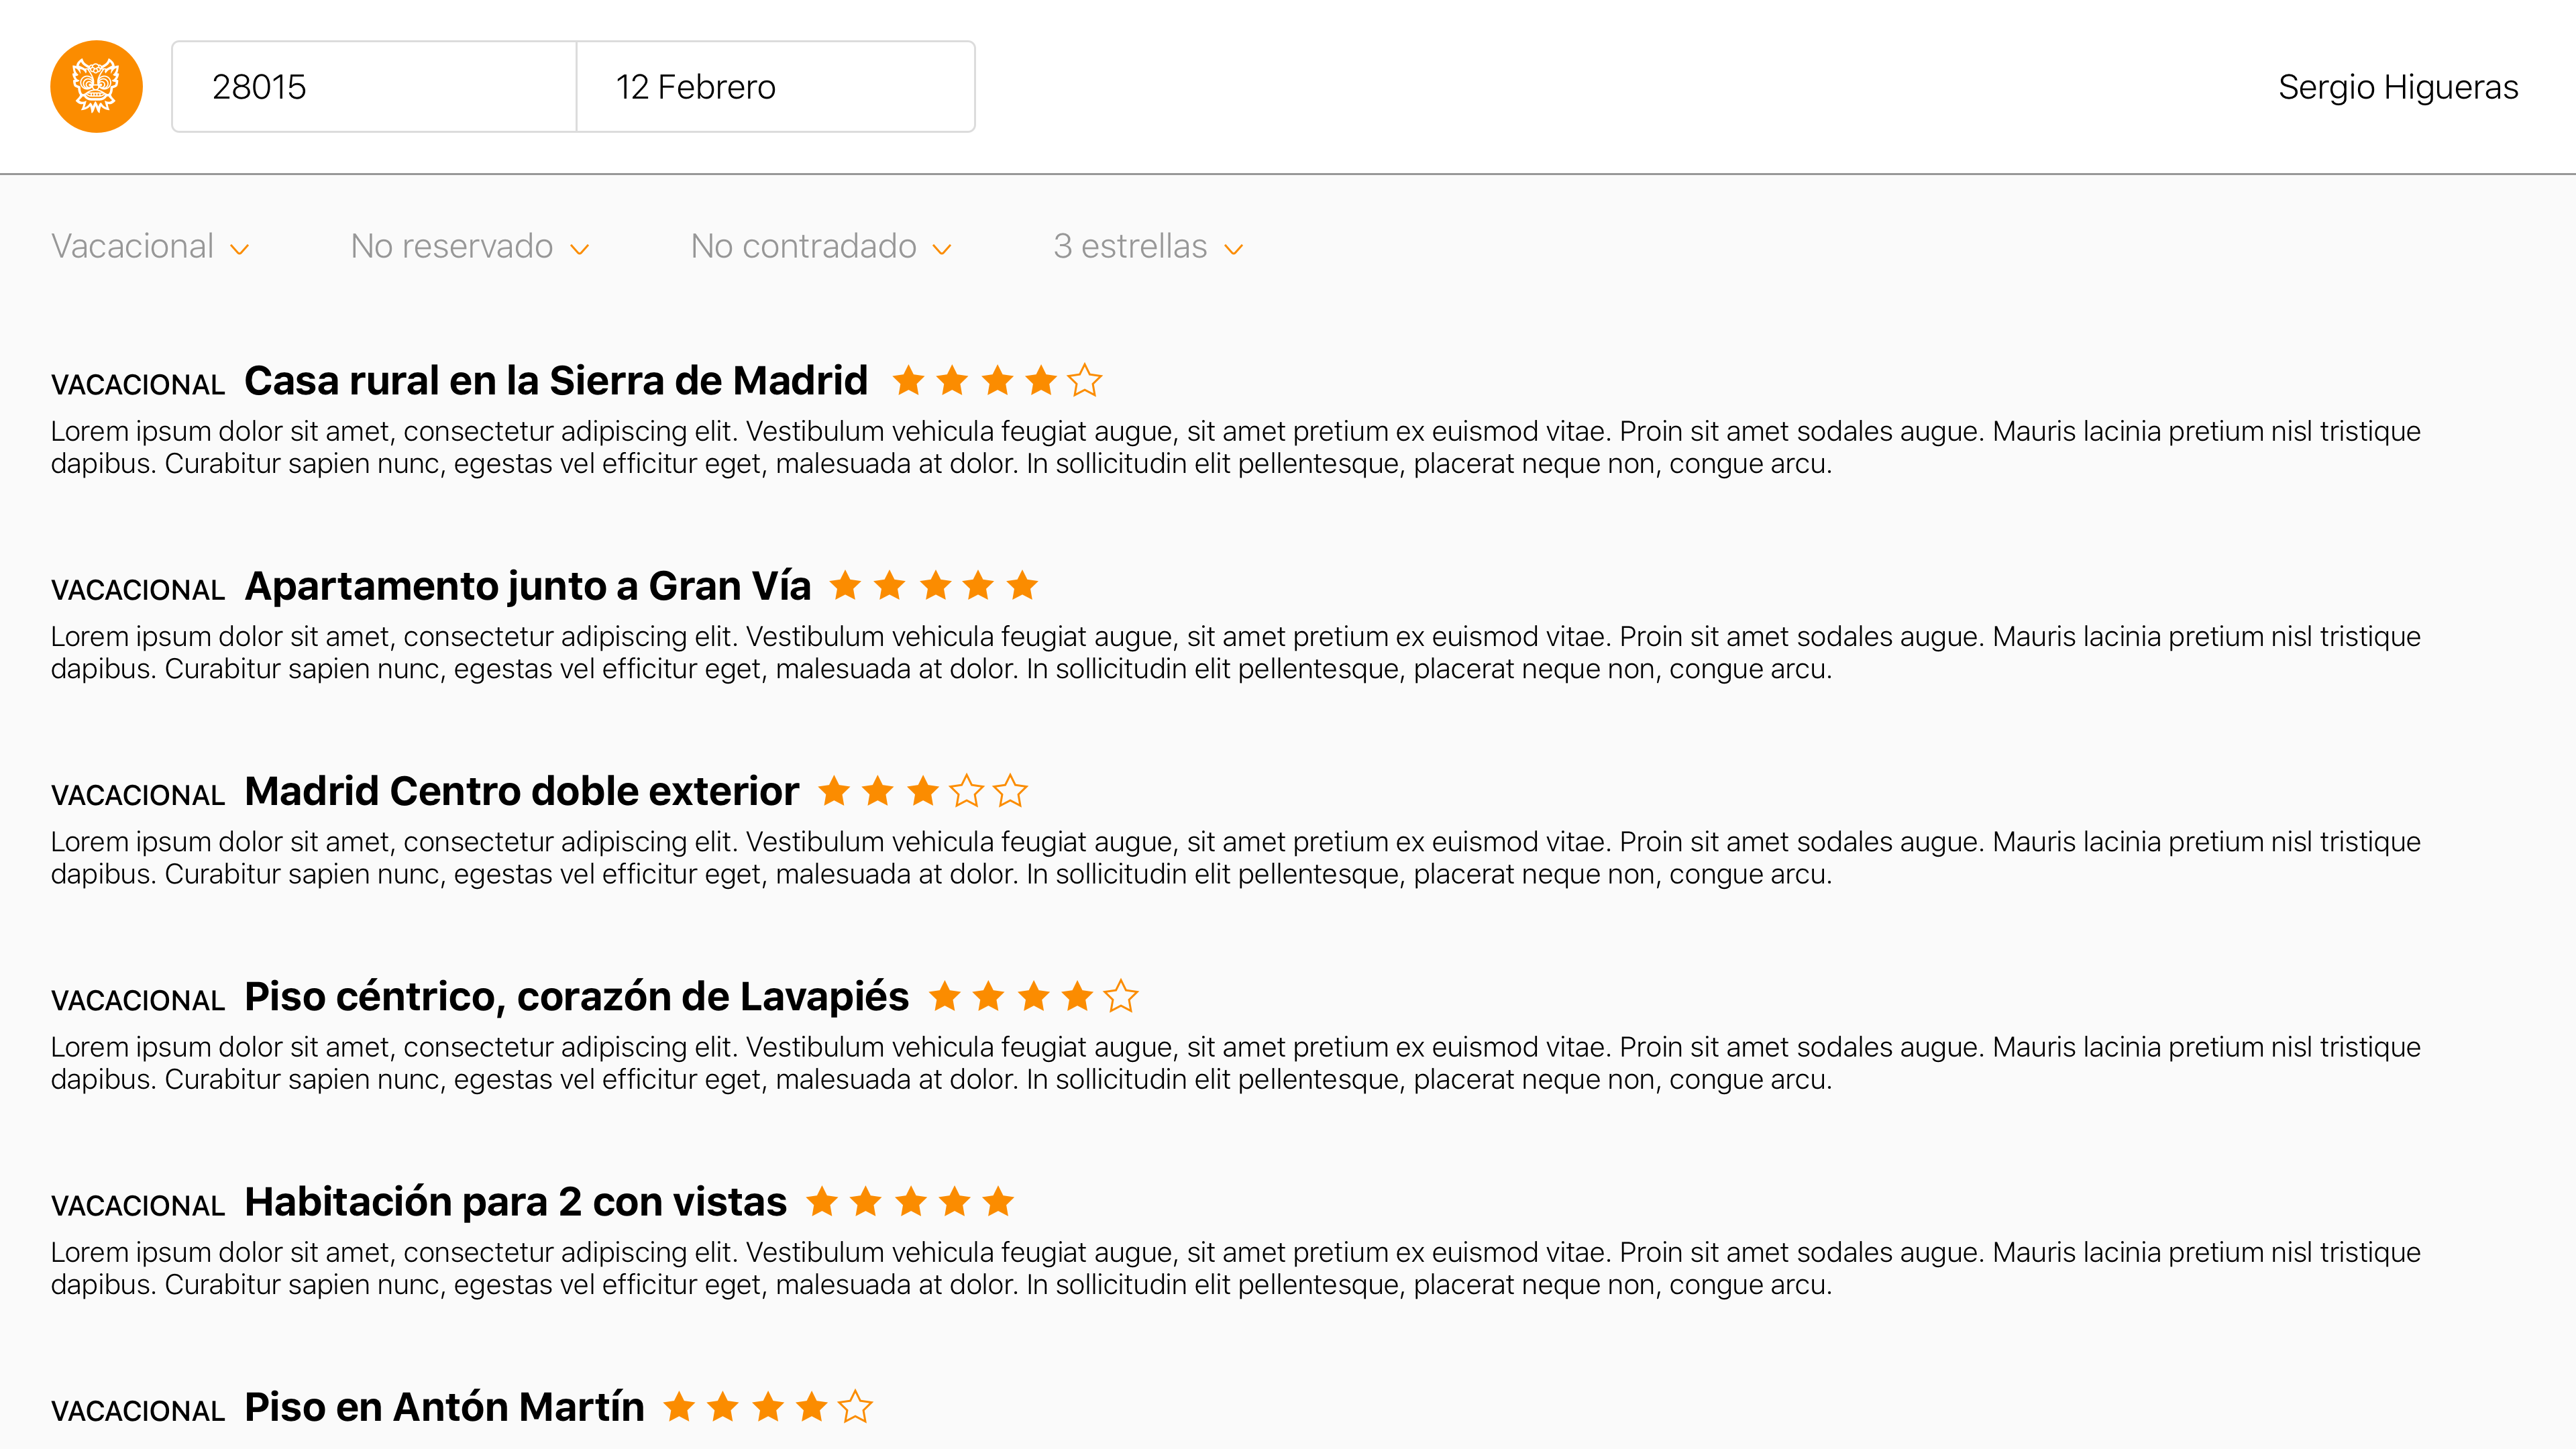 28015
12 Febrero
Sergio Higueras
Vacacional
No reservado
No contradado
3 estrellas
VACACIONAL Casa rural en la Sierra de Madrid
Lorem ipsum dolor sit amet, consectetur adipiscing elit. Vestibulum vehicula feugiat augue, sit amet pretium ex euismod vitae. Proin sit amet sodales augue. Mauris lacinia pretium nisl tristique
dapibus. Curabitur sapien nunc, egestas vel efficitur eget, malesuada at dolor. In sollicitudin elit pellentesque, placerat neque non, congue arcu.
VACACIONAL Apartamento junto a Gran Vía
Lorem ipsum dolor sit amet, consectetur adipiscing elit. Vestibulum vehicula feugiat augue, sit amet pretium ex euismod vitae. Proin sit amet sodales augue. Mauris lacinia pretium nisl tristique
dapibus. Curabitur sapien nunc, egestas vel efficitur eget, malesuada at dolor. In sollicitudin elit pellentesque, placerat neque non, congue arcu.
VACACIONAL Madrid Centro doble exterior
Lorem ipsum dolor sit amet, consectetur adipiscing elit. Vestibulum vehicula feugiat augue, sit amet pretium ex euismod vitae. Proin sit amet sodales augue. Mauris lacinia pretium nisl tristique
dapibus. Curabitur sapien nunc, egestas vel efficitur eget, malesuada at dolor. In sollicitudin elit pellentesque, placerat neque non, congue arcu.
VACACIONAL Piso céntrico, corazón de Lavapiés
Lorem ipsum dolor sit amet, consectetur adipiscing elit. Vestibulum vehicula feugiat augue, sit amet pretium ex euismod vitae. Proin sit amet sodales augue. Mauris lacinia pretium nisl tristique
dapibus. Curabitur sapien nunc, egestas vel efficitur eget, malesuada at dolor. In sollicitudin elit pellentesque, placerat neque non, congue arcu.
VACACIONAL Habitación para 2 con vistas
Lorem ipsum dolor sit amet, consectetur adipiscing elit. Vestibulum vehicula feugiat augue, sit amet pretium ex euismod vitae. Proin sit amet sodales augue. Mauris lacinia pretium nisl tristique
dapibus. Curabitur sapien nunc, egestas vel efficitur eget, malesuada at dolor. In sollicitudin elit pellentesque, placerat neque non, congue arcu.
VACACIONAL Piso en Antón Martín